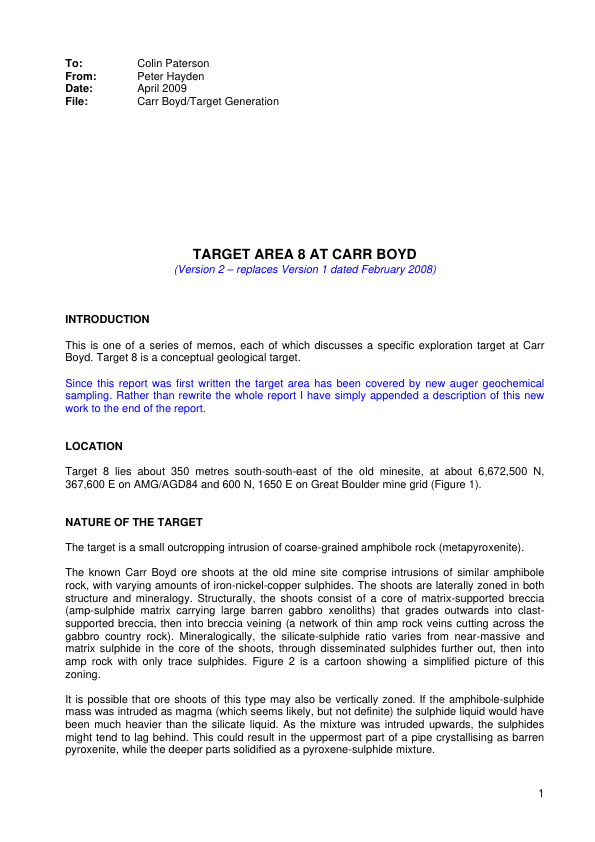 To: Colin Paterson
From: Peter Hayden
Date: April 2009
File: Carr Boyd/Target Generation
TARGET AREA 8 AT CARR BOYD
(Version 2 – replaces Version 1 dated February 2008)
INTRODUCTION
This is one of a series of memos, each of which discusses a specific exploration target at Carr
Boyd. Target 8 is a conceptual geological target.
Since this report was first written the target area has been covered by new auger geochemical
sampling. Rather than rewrite the whole report I have simply appended a description of this new
work to the end of the report.
LOCATION
Target 8 lies about 350 metres south-south-east of the old minesite, at about 6,672,500 N,
367,600 E on AMG/AGD84 and 600 N, 1650 E on Great Boulder mine grid (Figure 1).
NATURE OF THE TARGET
The target is a small outcropping intrusion of coarse-grained amphibole rock (metapyroxenite).
The known Carr Boyd ore shoots at the old mine site comprise intrusions of similar amphibole
rock, with varying amounts of iron-nickel-copper sulphides. The shoots are laterally zoned in both
structure and mineralogy. Structurally, the shoots consist of a core of matrix-supported breccia
(amp-sulphide matrix carrying large barren gabbro xenoliths) that grades outwards into clast-
supported breccia, then into breccia veining (a network of thin amp rock veins cutting across the
gabbro country rock). Mineralogically, the silicate-sulphide ratio varies from near-massive and
matrix sulphide in the core of the shoots, through disseminated sulphides further out, then into
amp rock with only trace sulphides. Figure 2 is a cartoon showing a simplified picture of this
zoning.
It is possible that ore shoots of this type may also be vertically zoned. If the amphibole-sulphide
mass was intruded as magma (which seems likely, but not definite) the sulphide liquid would have
been much heavier than the silicate liquid. As the mixture was intruded upwards, the sulphides
might tend to lag behind. This could result in the uppermost part of a pipe crystallising as barren
pyroxenite, while the deeper parts solidified as a pyroxene-sulphide mixture.
1